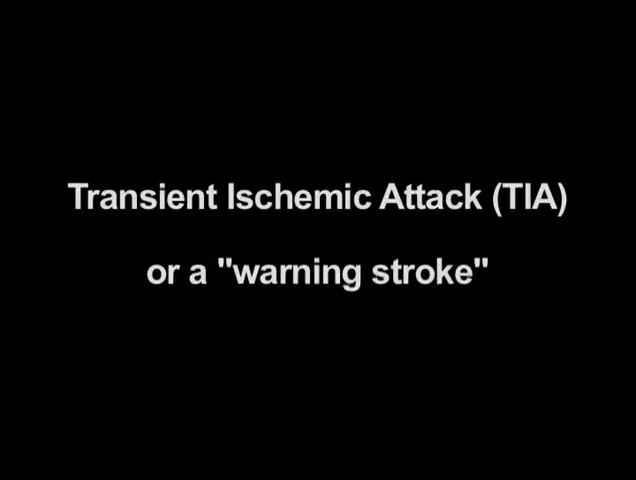 Transient Ischemic Attack (TIA)
or a "warning stroke"